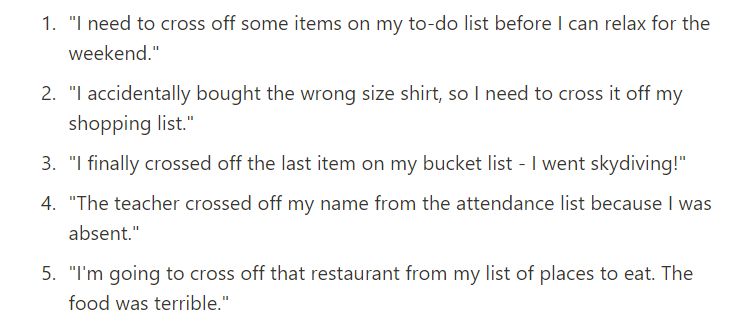 1. "I need to cross off some items on my to-do list before I can relax for the
weekend."
2. "I accidentally bought the wrong size shirt, so I need to cross it off my
shopping list."
3. "I finally crossed off the last item on my bucket list - I went skydiving!"
4. "The teacher crossed off my name from the attendance list because I was
absent."
5. "I'm going to cross off that restaurant from my list of places to eat. The
food was terrible."